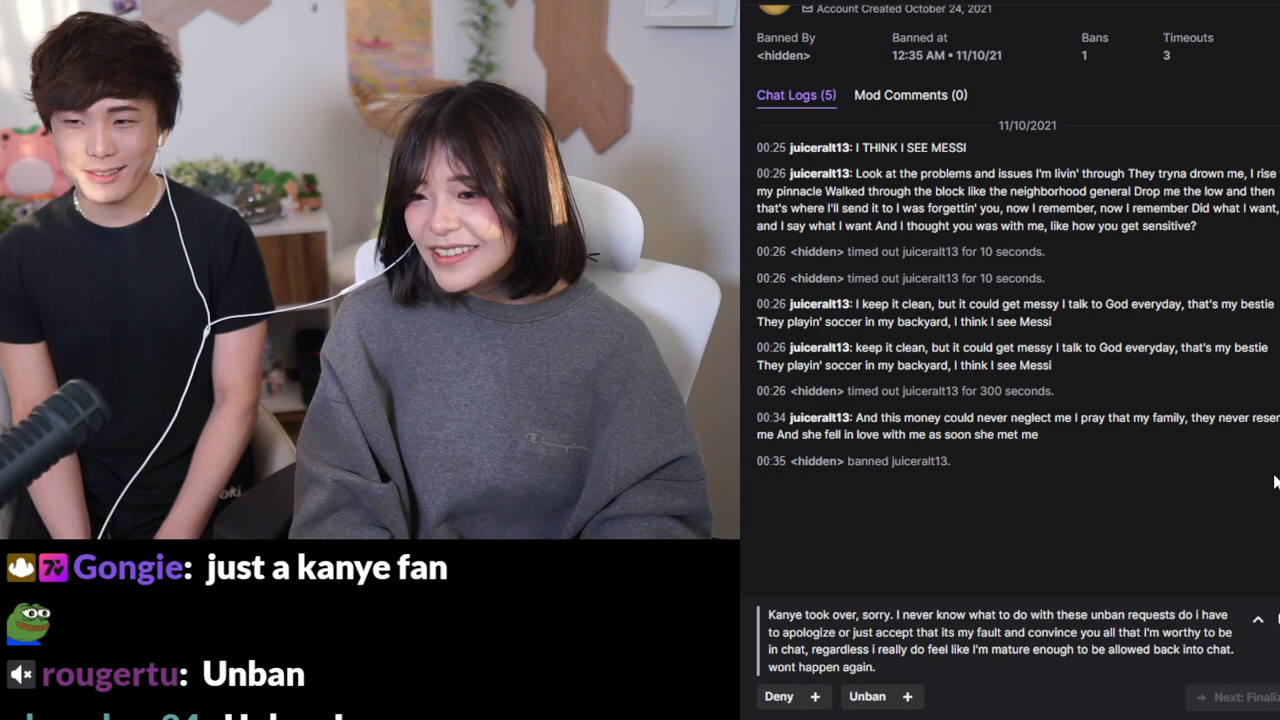 Account Created October 24, 2021
Banned By
Banned at
Bans
Timeouts
<hidden>
12:35 AM • 11/10/21
1
3
Chat Logs (5)
Mod Comments (0)
11/10/2021
00:25 juiceralt13: I THINK I SEE MESSI
00:26 juiceralt13: Look at the problems and issues I'm livin' through They tryna drown me, I rise
my pinnacle Walked through the block like the neighborhood general Drop me the low and then
that's where I'll send it to I was forgettin' you, now I remember, now I remember Did what I want,
and I say what I want And I thought you was with me, like how you get sensitive?
00:26 <hidden> timed out juiceralt13 for 10 seconds.
00:26 <hidden> timed out juiceralt13 for 10 seconds.
00:26 juiceralt13: I keep it clean, but it could get messy I talk to God everyday, that's my bestie
They playin' soccer in my backyard, I think I see Messi
00:26 juiceralt13: keep it clean, but it could get messy I talk to God everyday, that's my bestie
They playin' soccer in my backyard, I think I see Messi
00:26 <hidden> timed out juiceralt13 for 300 seconds.
00:34 juiceralt13: And this money could never neglect me I pray that my family, they never reser
me And she fell in love with me as soon she met me
00:35 <hidden> banned juiceralt13.
Kanye took over, sorry. I never know what to do with these unban requests do i have
to apologize or just accept that its my fault and convince you all that I'm worthy to be
in chat, regardless i really do feel like I'm mature enough to be allowed back into chat.
wont happen again.
Deny +
Unban +
→ Next: Finaliz
Champion
Gongie: just a kanye fan
rougertu: Unban